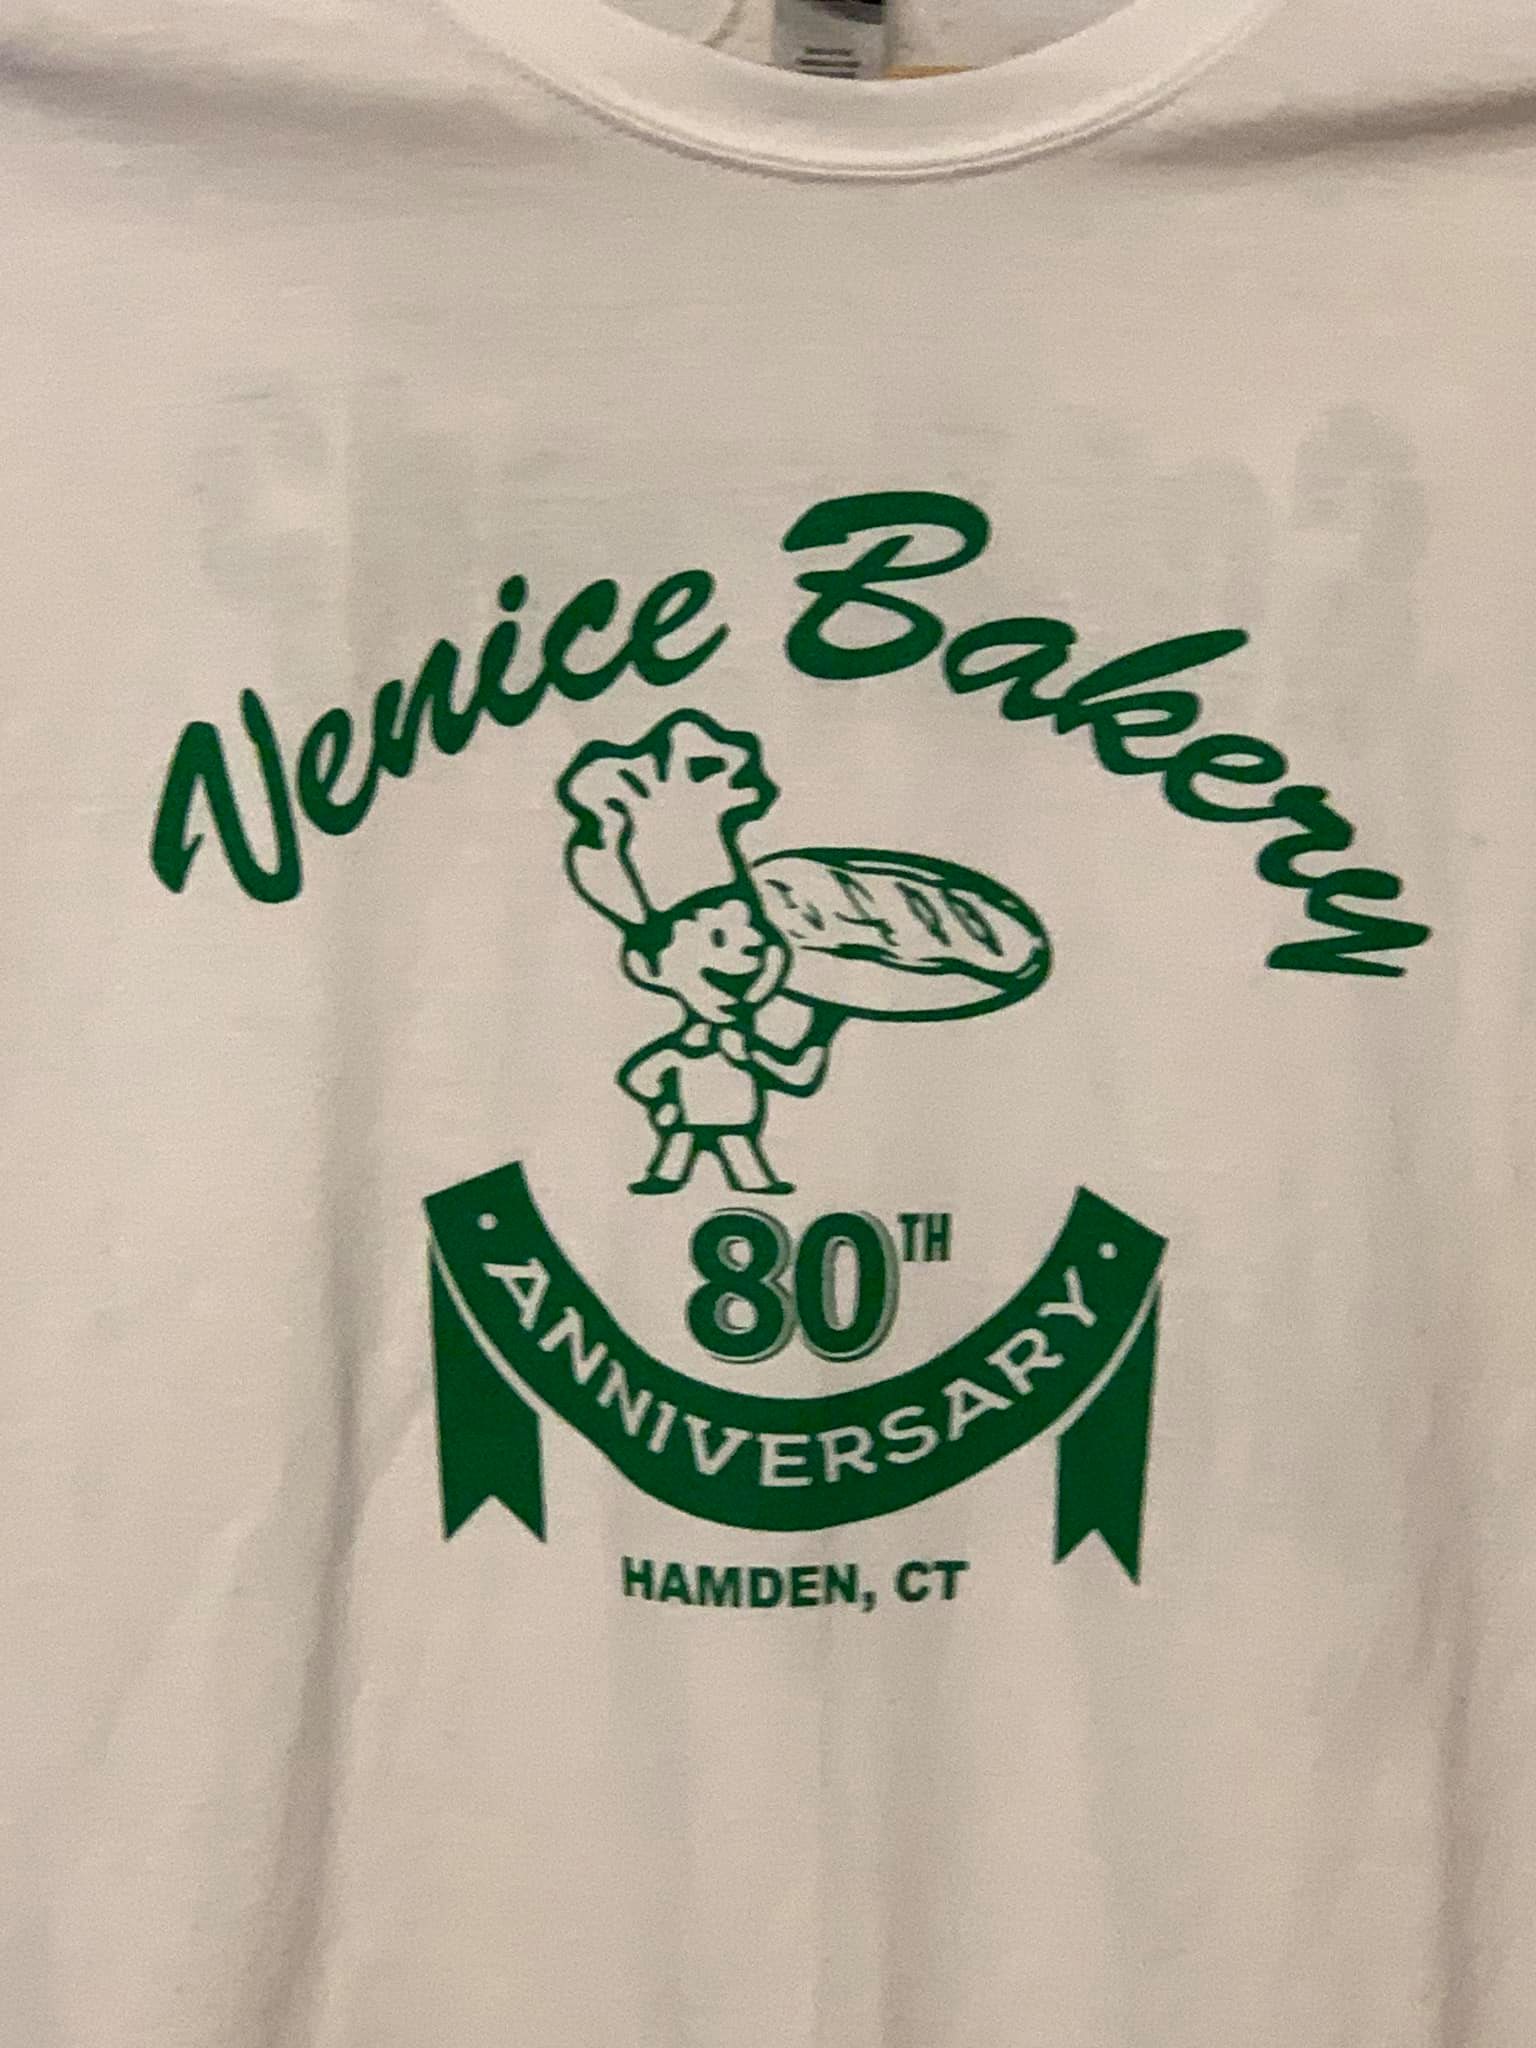 Venice Bakery
80TH
• ANNIVERSARY •
HAMDEN, CT